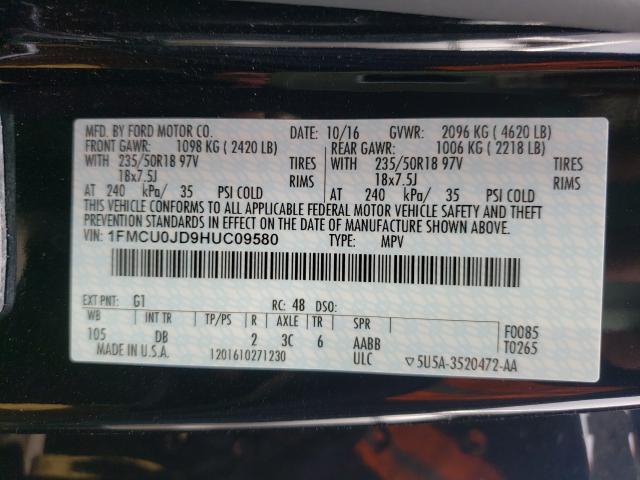 MFD. BY FORD MOTOR CO. DATE: 10/16 GVWR: 2096 KG ( 4620 LB)
FRONT GAWR: 1098 KG ( 2420 LB) REAR GAWR: 1006 KG ( 2218 LB)
WITH 235/50R18 97V TIRES WITH 235/50R18 97V TIRES
18x7.5J RIMS 18x7.5J RIMS
AT 240 kPa/ 35 PSI COLD AT 240 kPa/ 35 PSI COLD
THIS VEHICLE CONFORMS TO ALL APPLICABLE FEDERAL MOTOR VEHICLE SAFETY AND THEFT
PREVENTION STANDARDS IN EFFECT ON THE DATE OF MANUFACTURE SHOWN ABOVE.
VIN: 1FMCU0JD9HUC09580 TYPE: MPV
EXT PNT: G1 RC: 48 DSO:
WB INT TR TP/PS R AXLE TR SPR F0085
105 DB 2 3C 6 AABB T0265
MADE IN U.S.A. 1201610271230 ULC ▽5U5A-3520472-AA